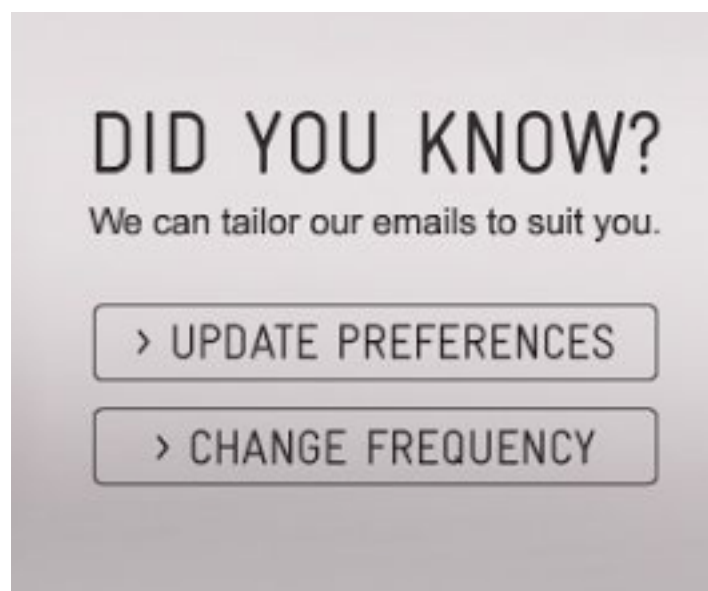 DID YOU KNOW?
We can tailor our emails to suit you.
> UPDATE PREFERENCES
> CHANGE FREQUENCY